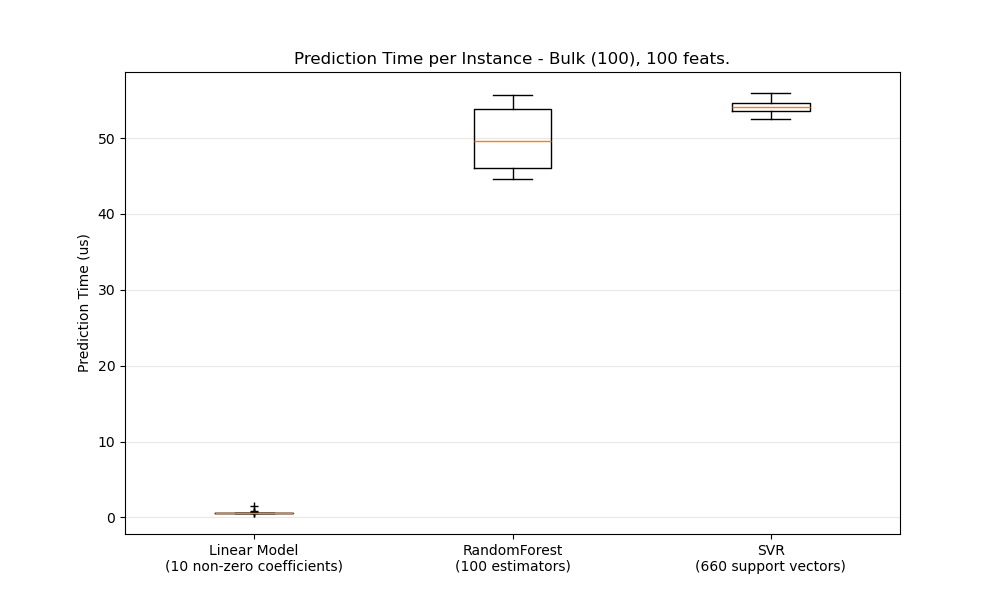 Prediction Time per Instance - Bulk (100), 100 feats.
Prediction Time (us)
50
40
30
20
10
0
Linear Model
(10 non-zero coefficients)
RandomForest
(100 estimators)
SVR
(660 support vectors)